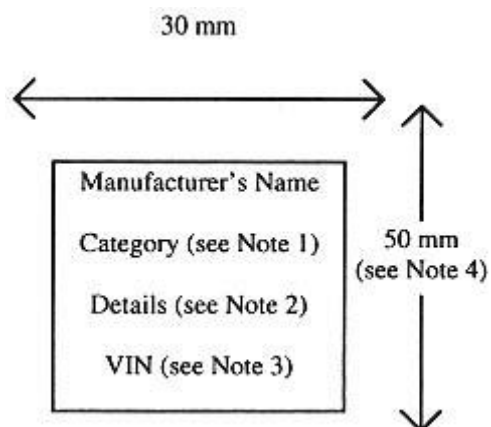 30 mm
Manufacturer's Name
Category (see Note 1)
Details (see Note 2)
VIN (see Note 3)
50 mm
(see Note 4)